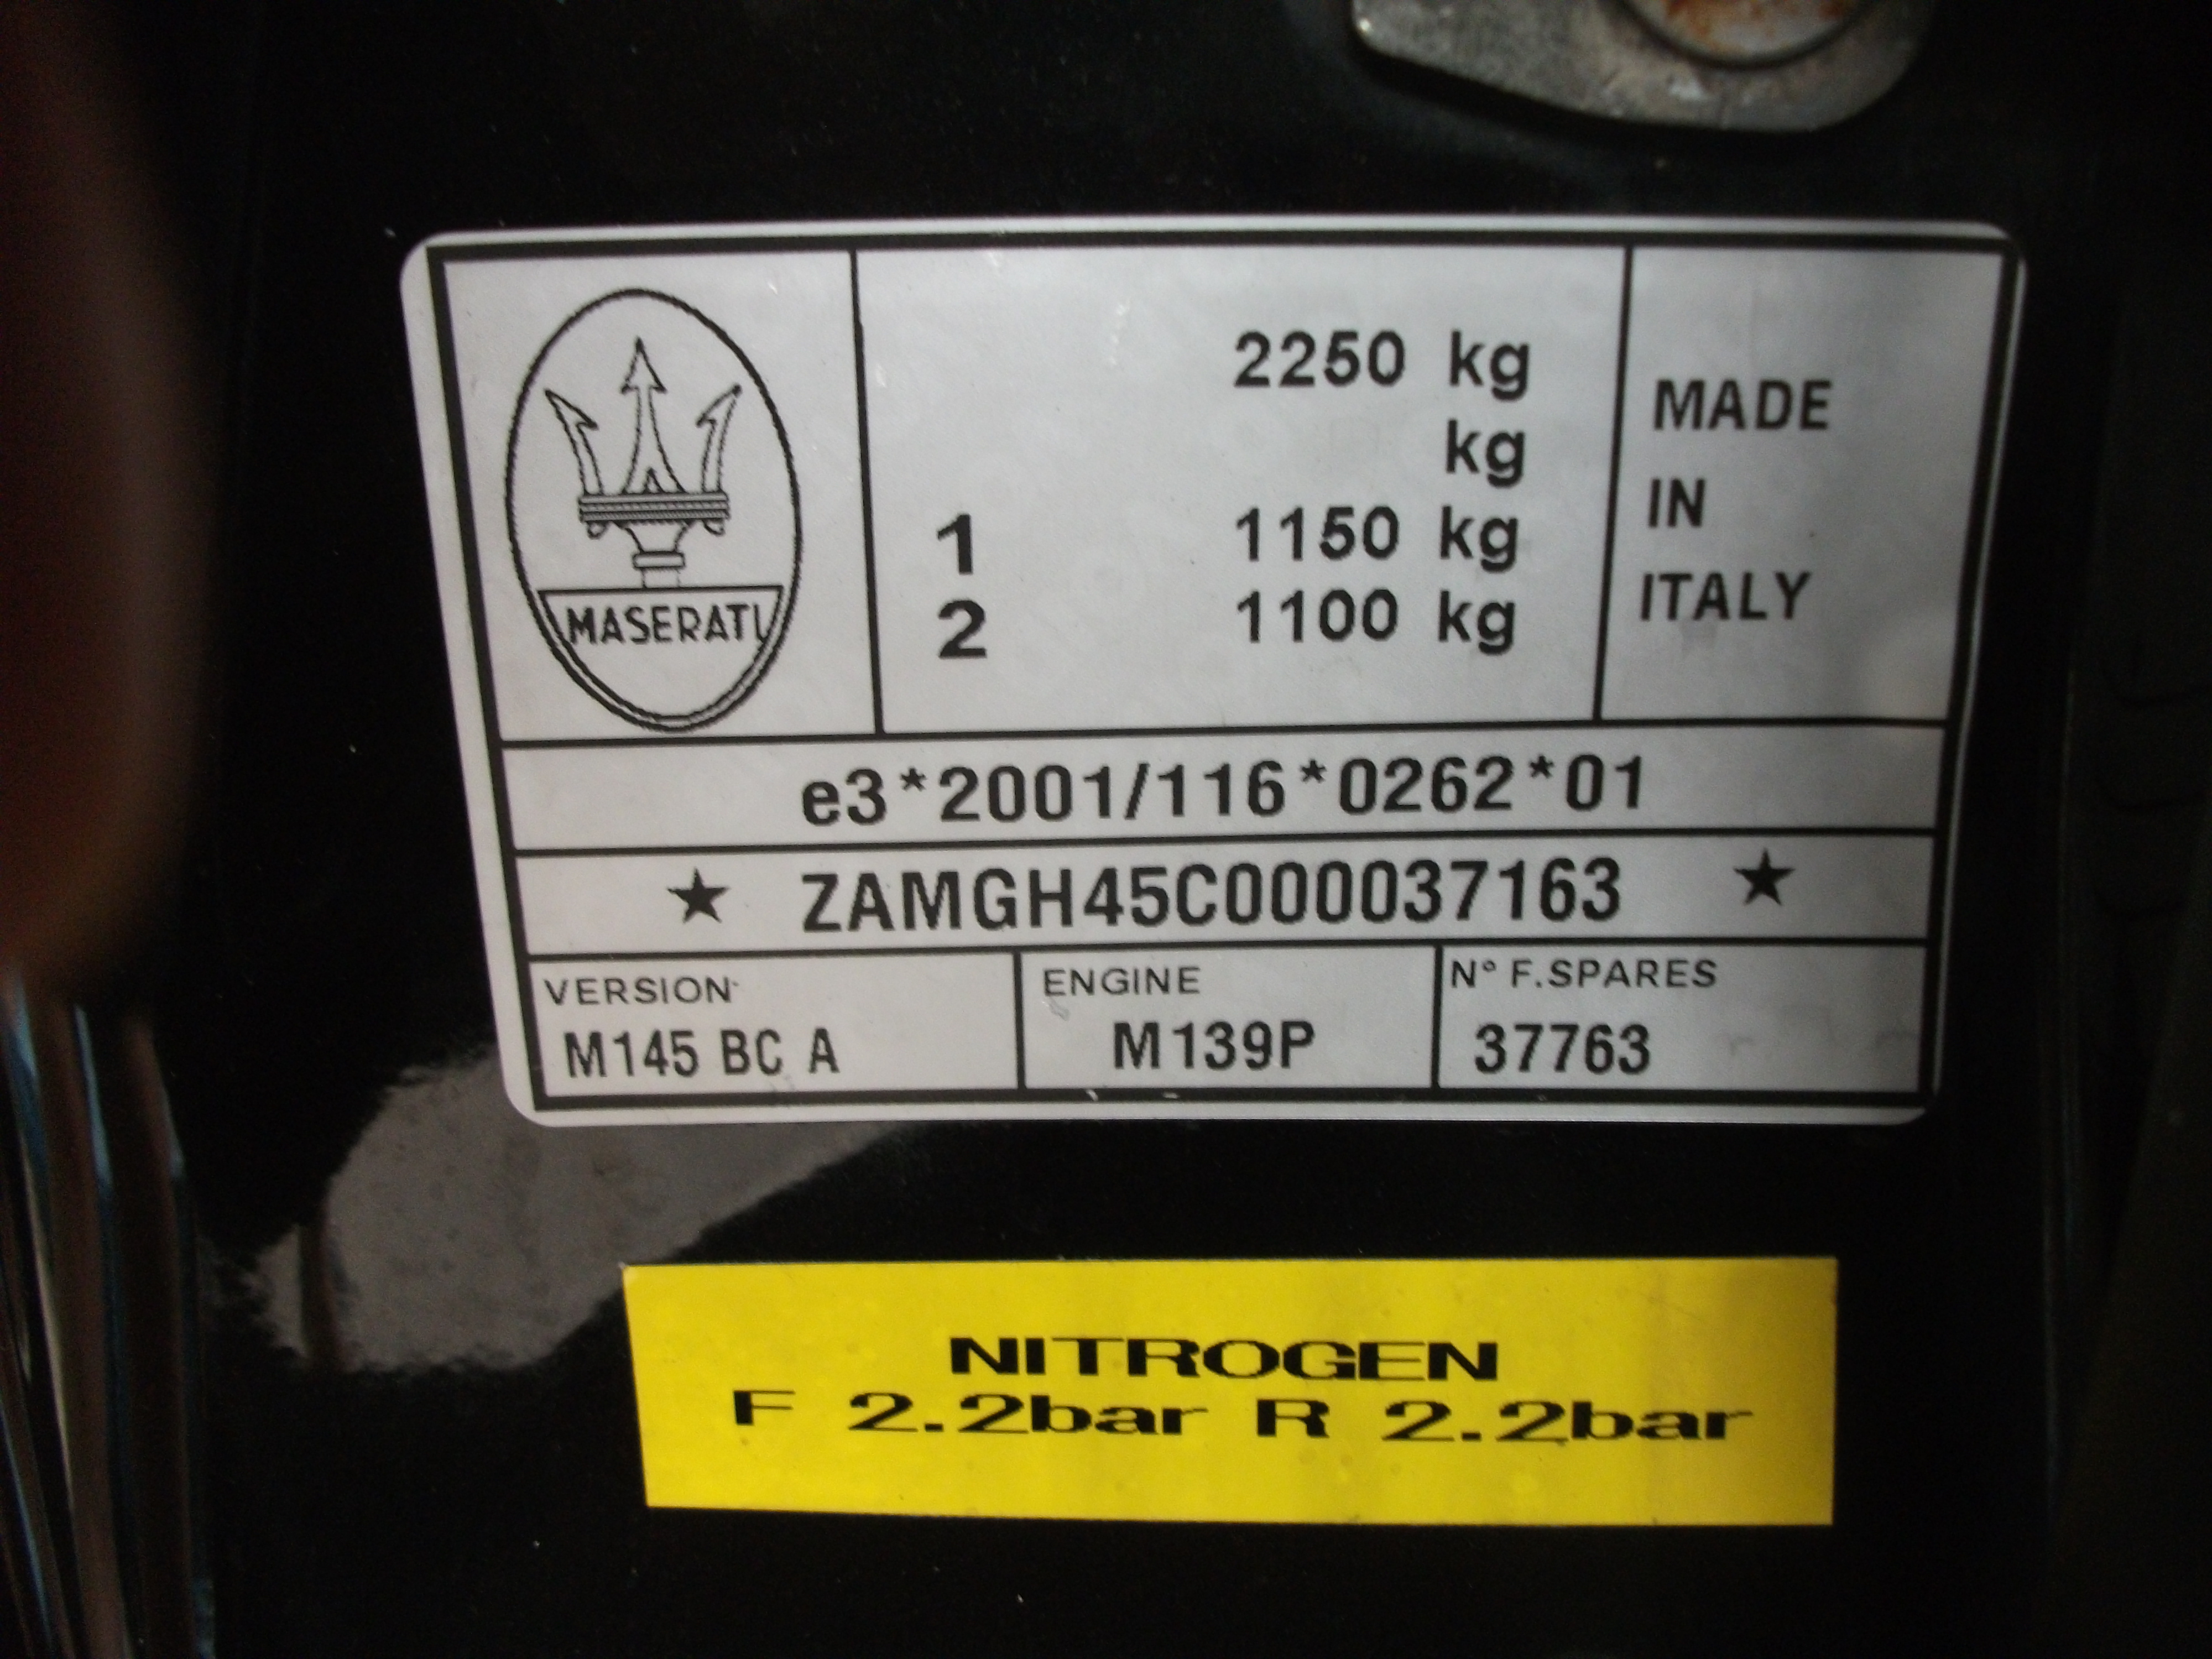 2250 kg
kg
1 1150 kg
2 1100 kg
MADE
IN
ITALY
MASERATI
e3*2001/116*0262*01
★ ZAMGH45C000037163 ★
VERSION
M145 BC A
ENGINE
M139P
N° F.SPARES
37763
NITROGEN
F 2.2bar R 2.2bar